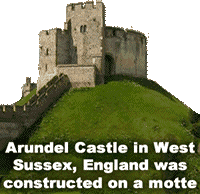 Arundel Castle in West
Sussex, England was
constructed on a motte